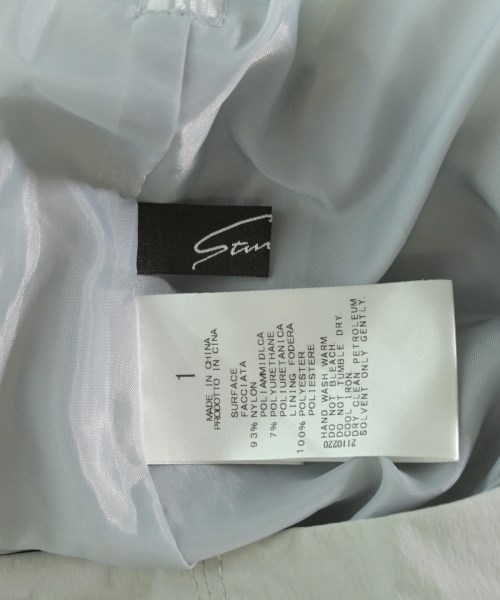 1
MADE IN CHINA
PRODOTTO IN CINA
SURFACE
FACCIATA
93% NYLON
POLIAMMIDICA
7% POLYURETHANE
POLIURETANICA
LINING FODERA
100% POLYESTER
POLIESTERE
HAND WASH WARM
DO NOT BLEACH
DO NOT TUMBLE DRY.
COOL IRON
DRY CLEAN PETROLEUM
SOLVENT ONLY GENTLY.
2110220